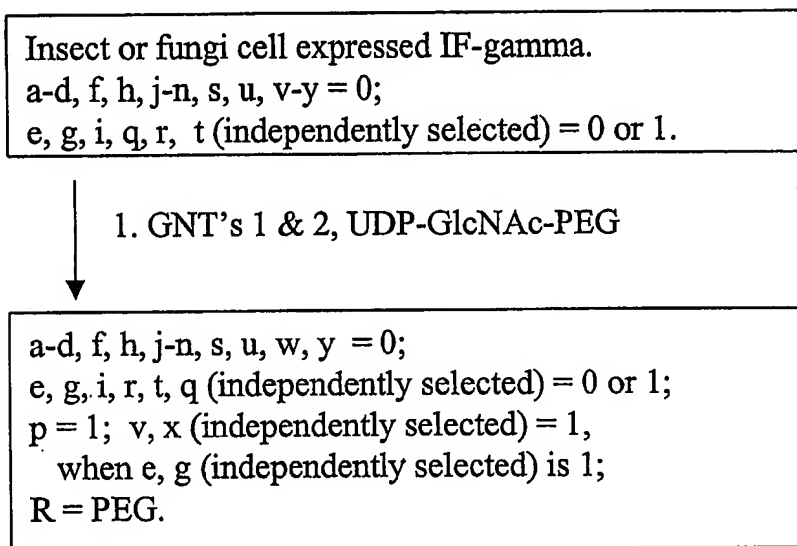 Insect or fungi cell expressed IF-gamma.
a-d, f, h, j-n, s, u, v-y = 0;
e, g, i, q, r, t (independently selected) = 0 or 1.
1. GNT's 1 & 2, UDP-GlcNAc-PEG
a-d, f, h, j-n, s, u, w, y = 0;
e, g, i, r, t, q (independently selected) = 0 or 1;
p = 1; v, x (independently selected) = 1,
when e, g (independently selected) is 1;
R = PEG.